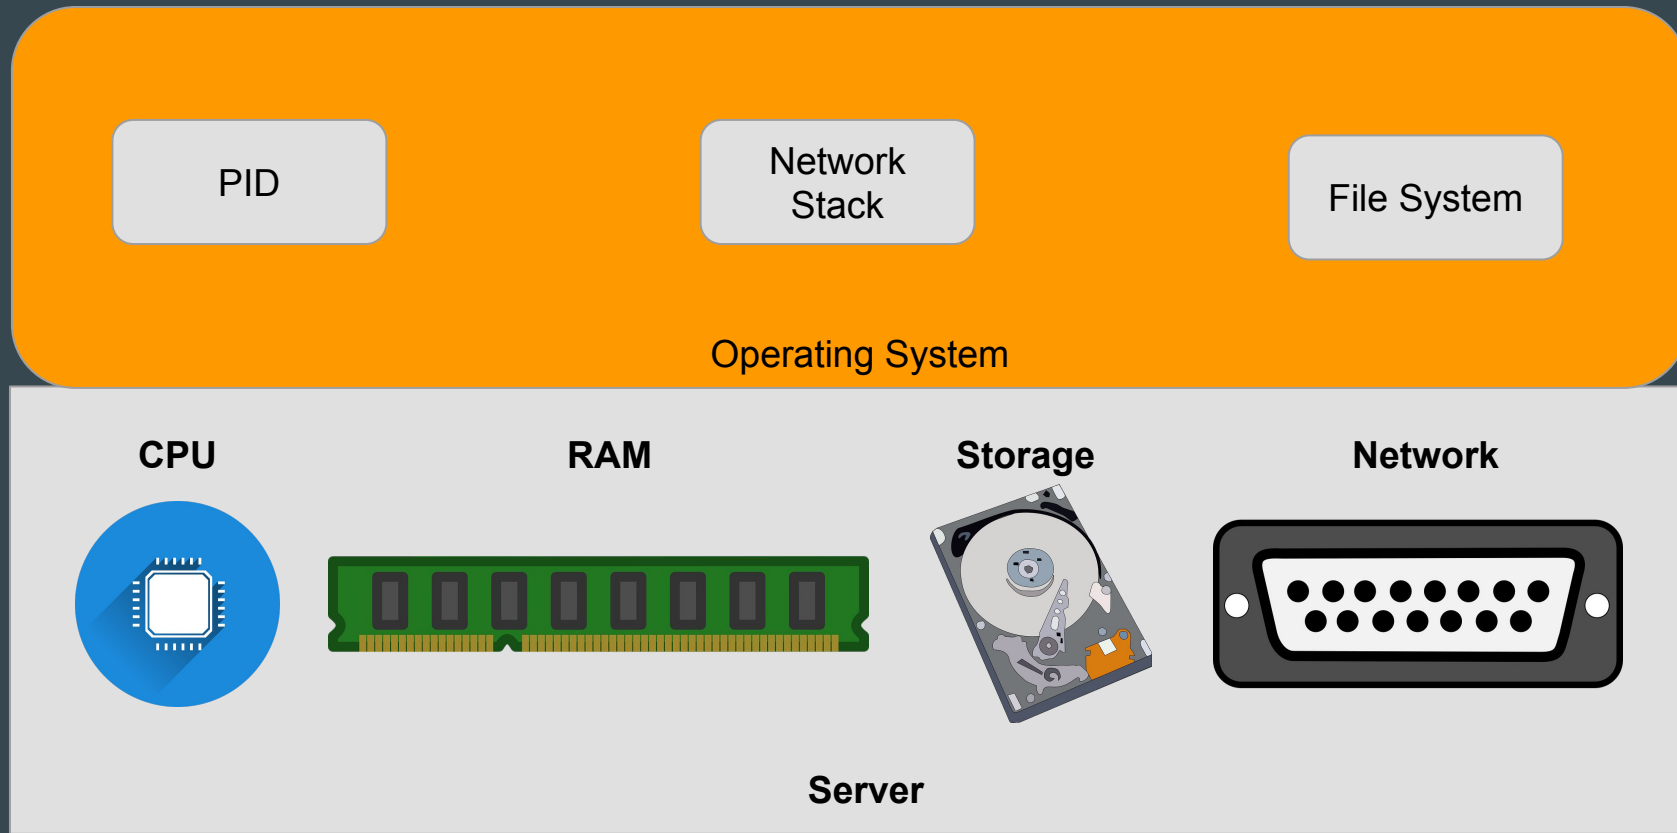 PID
Network
Stack
File System
Operating System
CPU
RAM
Storage
Network
Server